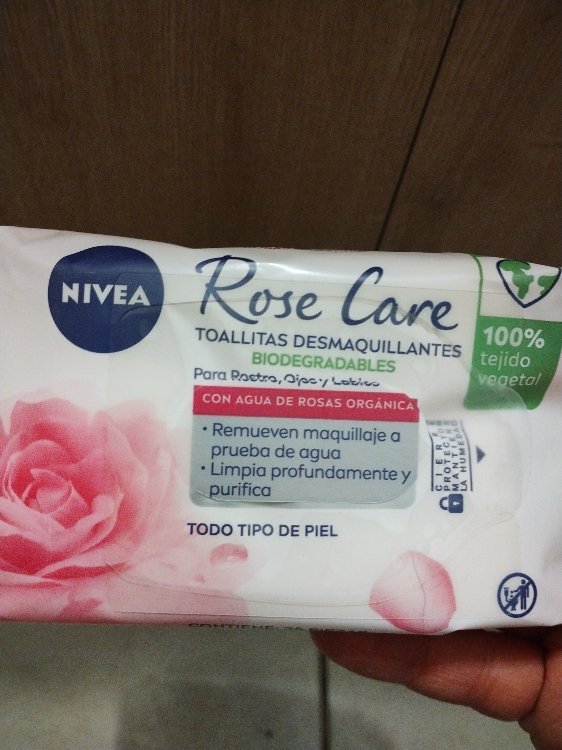 NIVEA
Rose Care
TOALLITAS DESMAQUILLANTES
BIODEGRADABLES
Para Rostro, Ojos y Labios
CON AGUA DE ROSAS ORGÁNICA
• Remueven maquillaje a
prueba de agua
• Limpia profundamente y
purifica
TODO TIPO DE PIEL
100%
tejido
vegetal